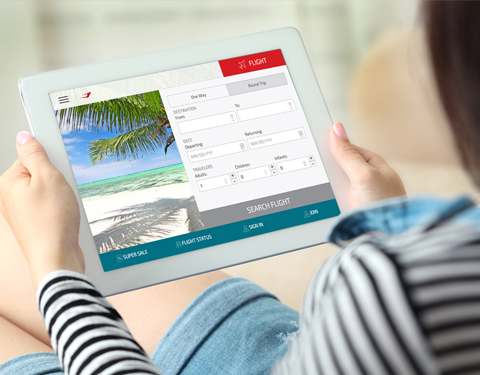 FLIGHT
One Way
Round Trip
DESTINATION
From:
To:
DATE
Departing:
Returning:
MM/DD/YYYY
MM/DD/YYYY
TRAVELERS
Adults:
Children:
Infants:
1
0
0
SEARCH FLIGHT
SUPER SALE
FLIGHT STATUS
SIGN IN
JOIN